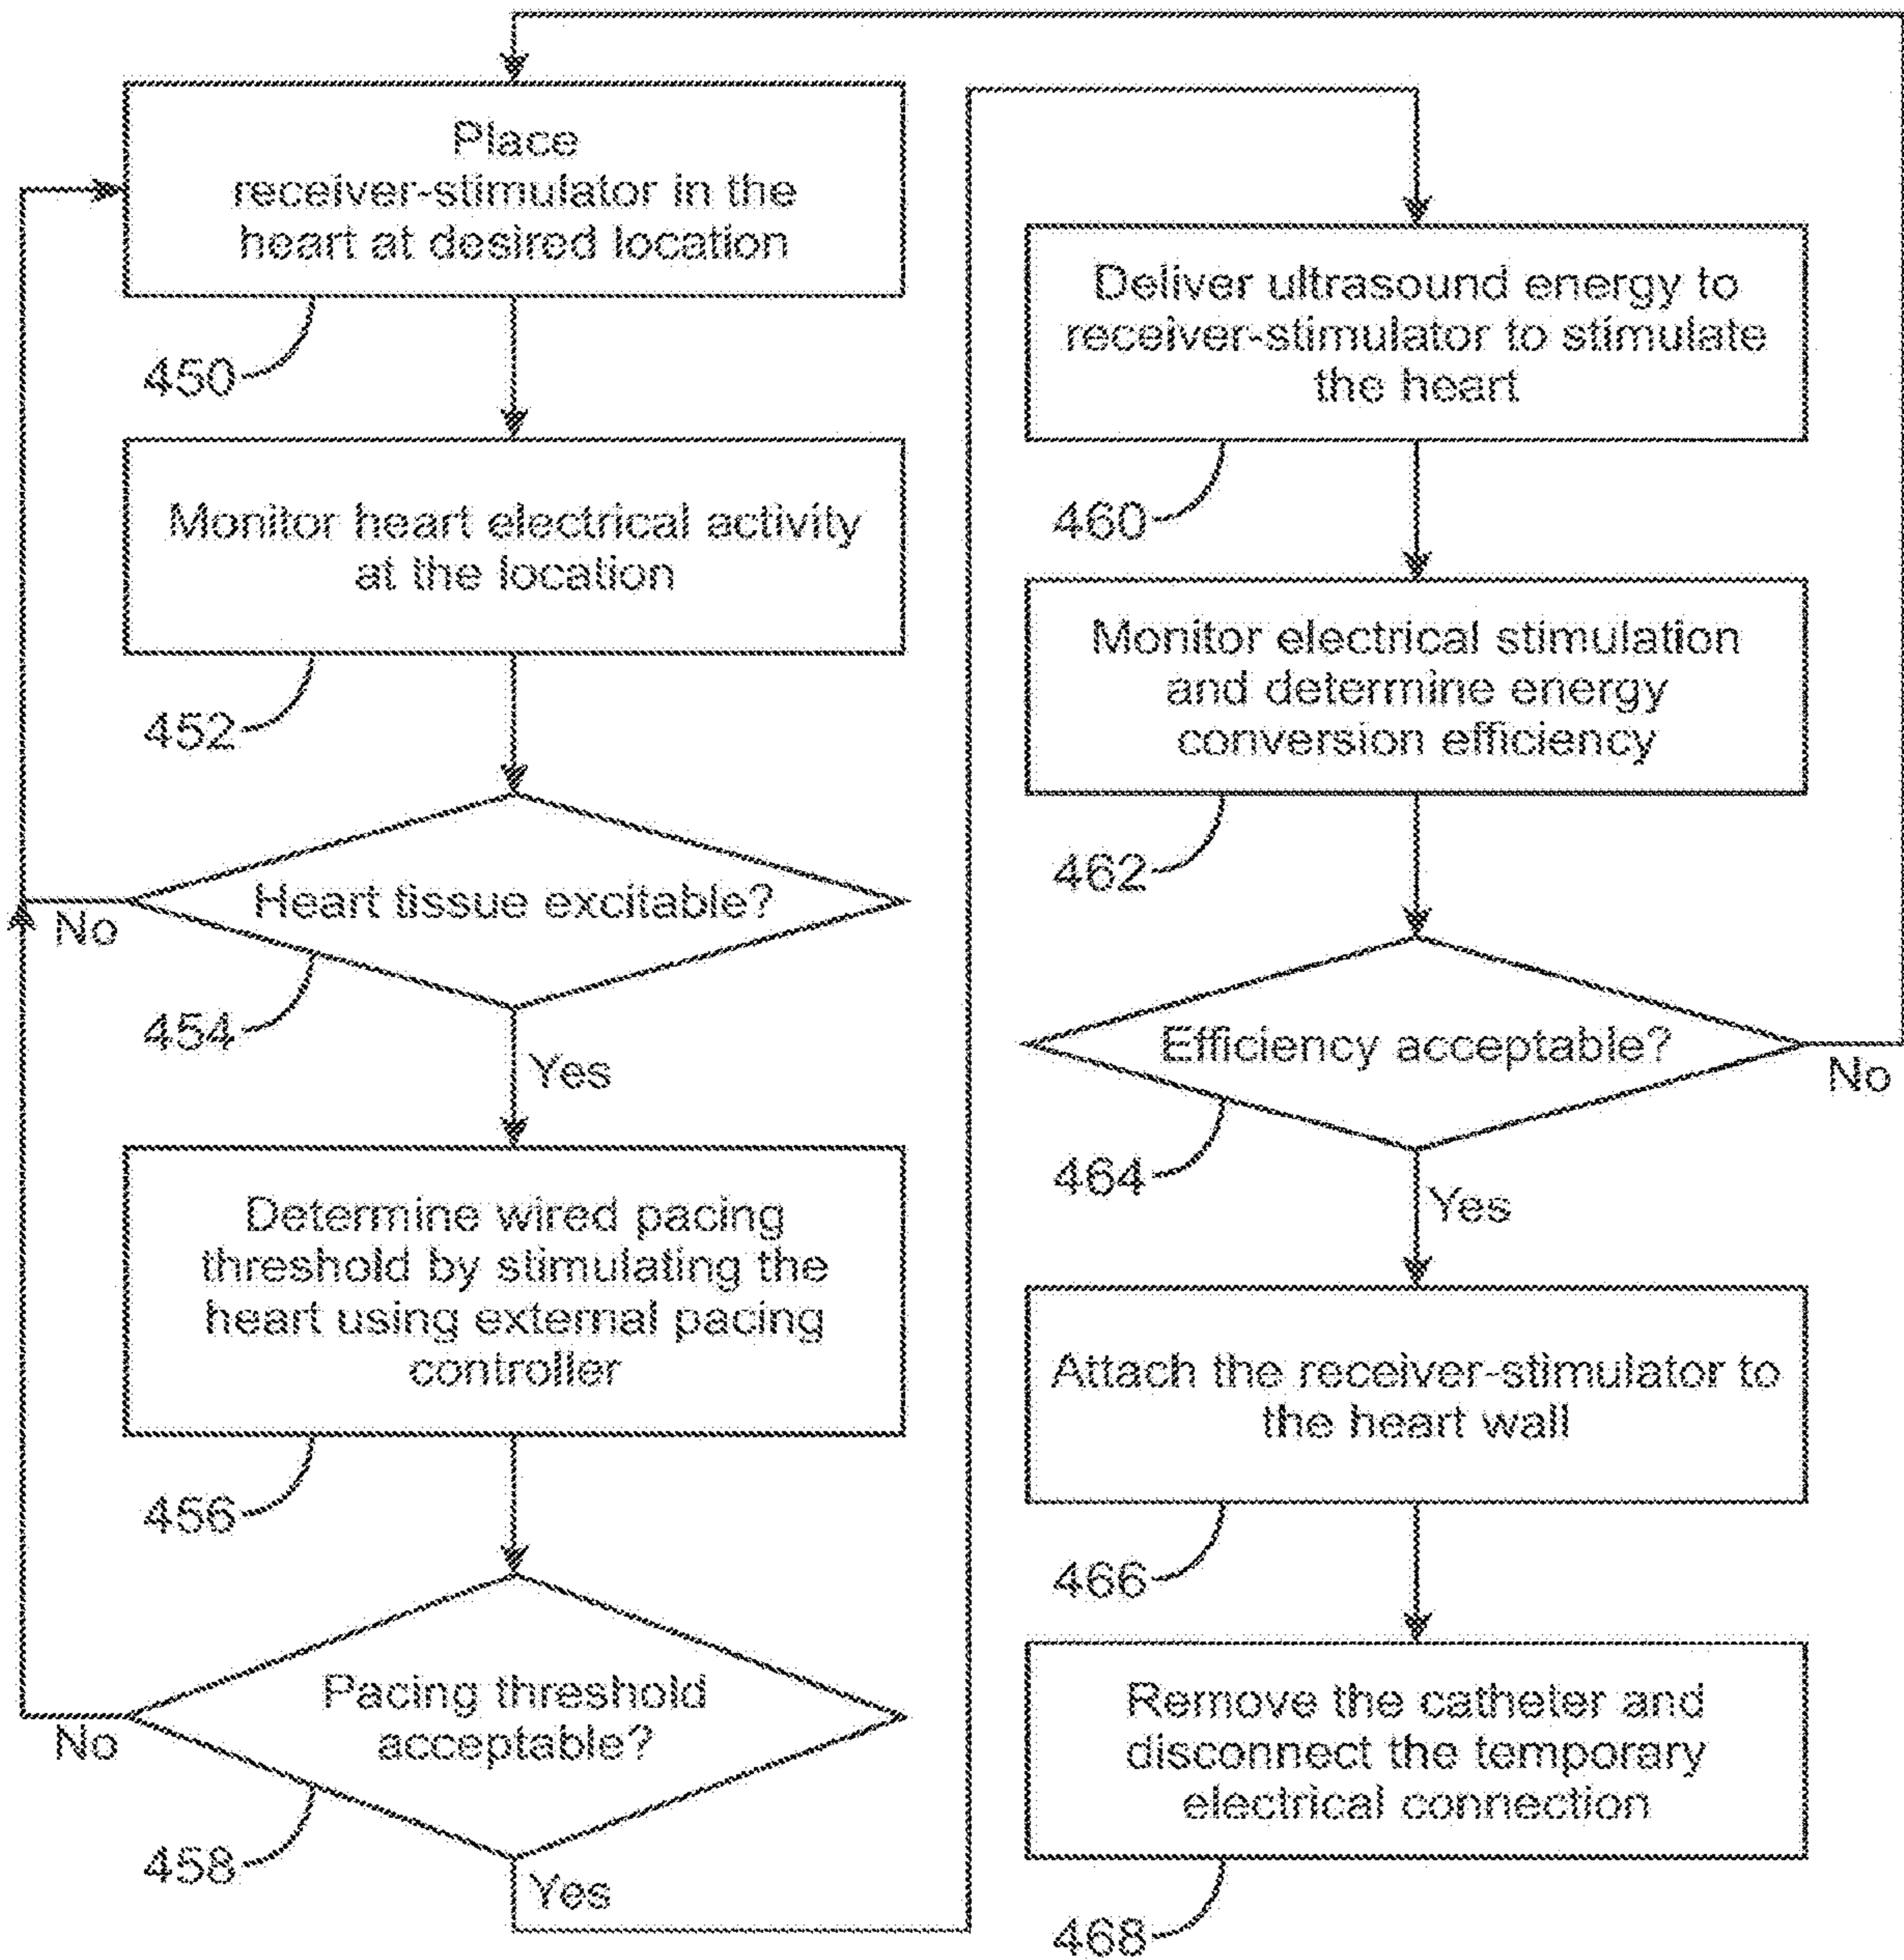 Place
receiver-stimulator in the
heart at desired location
450
Monitor heart electrical activity
at the location
452
Heart tissue excitable?
No
454
Yes
Determine wired pacing
threshold by stimulating the
heart using external pacing
controller
456
Pacing threshold
acceptable?
No
458
Yes
Deliver ultrasound energy to
receiver-stimulator to stimulate
the heart
460
Monitor electrical stimulation
and determine energy
conversion efficiency
462
Efficiency acceptable?
No
464
Yes
Attach the receiver-stimulator to
the heart wall
466
Remove the catheter and
disconnect the temporary
electrical connection
468